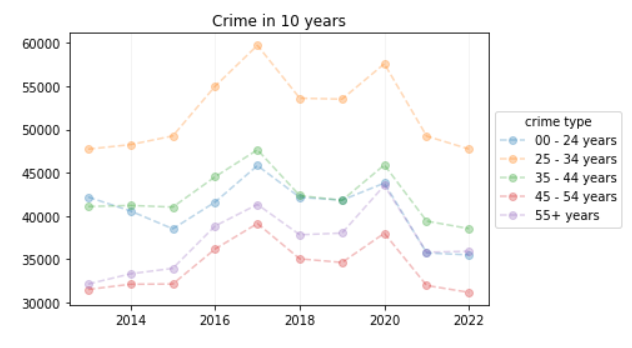 Crime in 10 years
60000
55000
50000
45000
40000
35000
30000
2014
2016
2018
2020
2022
crime type
00 - 24 years
25 - 34 years
35 - 44 years
45 - 54 years
55+ years